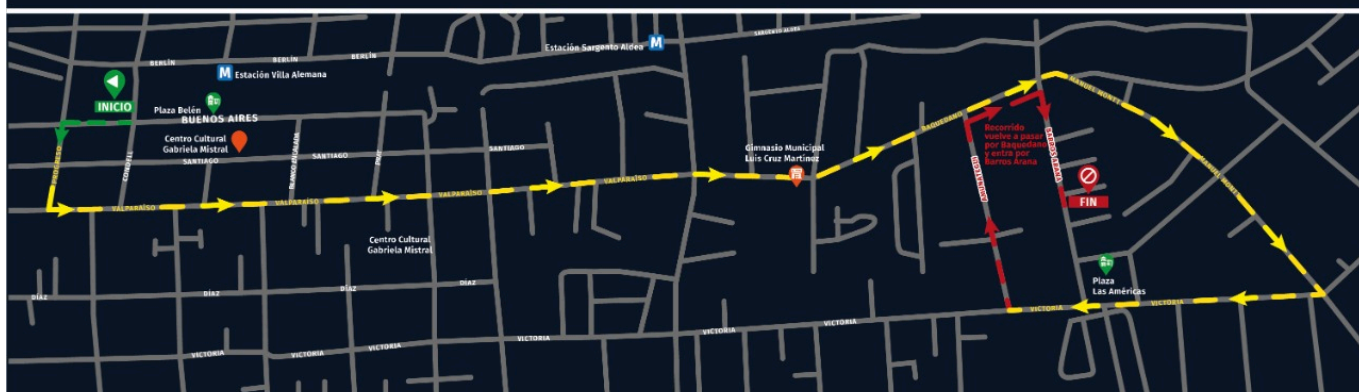 SARGENTO ALDEA
Estación Sargento Aldea
M
BERLÍN
BERLÍN
BERLÍN
M
Estación Villa Alemana
INICIO
Plaza Belén
BUENOS AIRES
MANUEL MONTT
Centro Cultural
Gabriela Mistral
SANTIAGO
SANTIAGO
SANTIAGO
PROGRESO
CONDELL
BLANCO ENCALADA
PRAT
BAQUEDANO
Recorrido
vuelve a pasar
por Baquedano
y entra por
Barros Arana
BARROS ARANA
Gimnasio Municipal
Luis Cruz Martínez
VALPARAÍSO
VALPARAÍSO
VALPARAÍSO
VALPARAÍSO
VALPARAÍSO
MANUEL MONTT
FIN
Centro Cultural
Gabriela Mistral
Plaza
Las Américas
DÍAZ
DÍAZ
DÍAZ
DÍAZ
VICTORIA
VICTORIA
VICTORIA
VICTORIA
VICTORIA
VICTORIA
VICTORIA